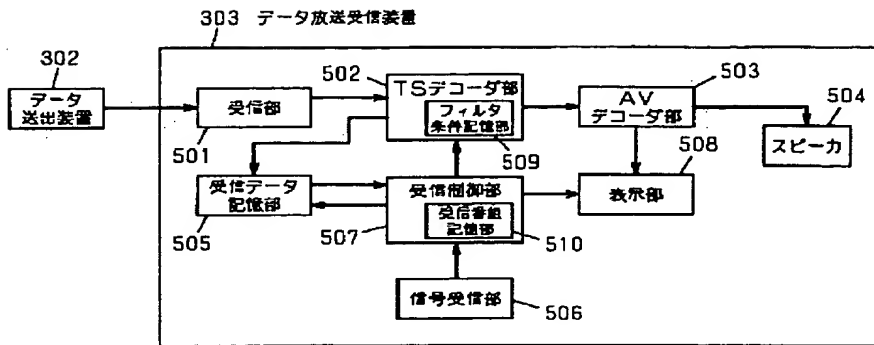 303 データ放送受信装置
302
データ
送出装置
受信部
501
502
TSデコーダ部
フィルタ
条件記憶部
509
503
AV
デコーダ部
504
スピーカ
508
表示部
受信データ
記憶部
505
受信制御部
受信番組
記憶部
507
510
信号受信部
506